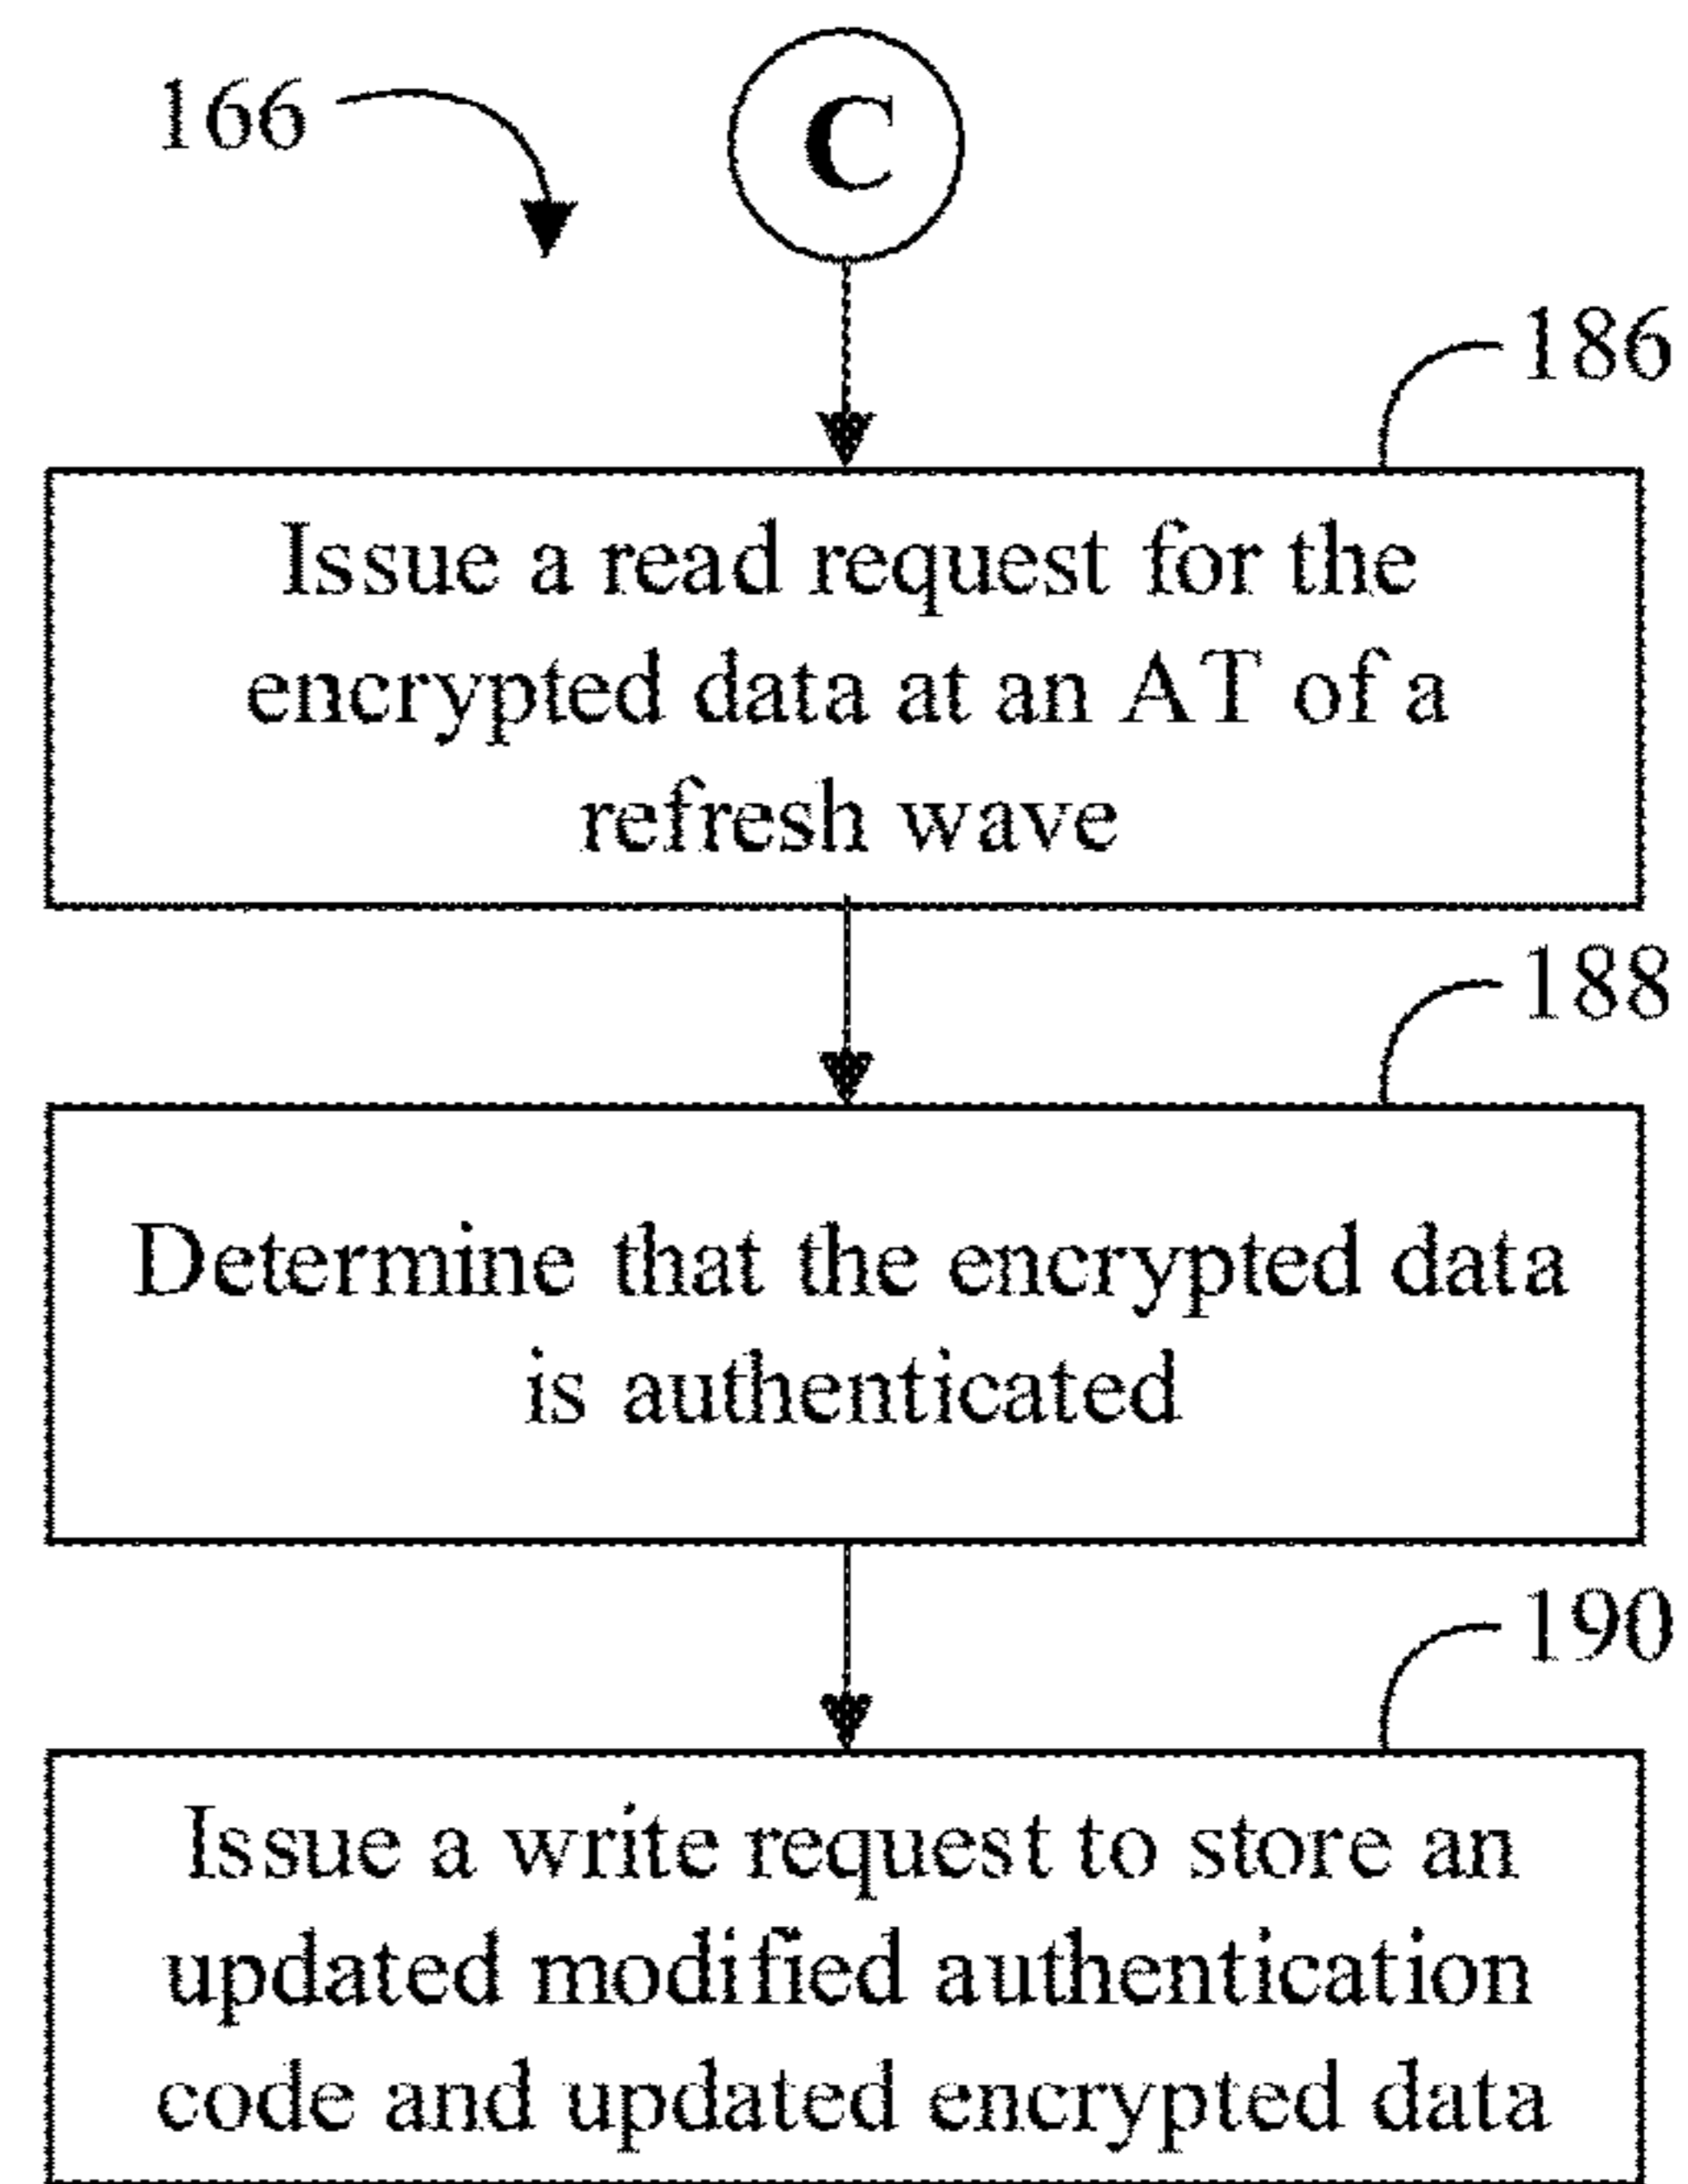 166
C
186
Issue a read request for the
encrypted data at an AT of a
refresh wave
188
Determine that the encrypted data
is authenticated
190
Issue a write request to store an
updated modified authentication
code and updated encrypted data